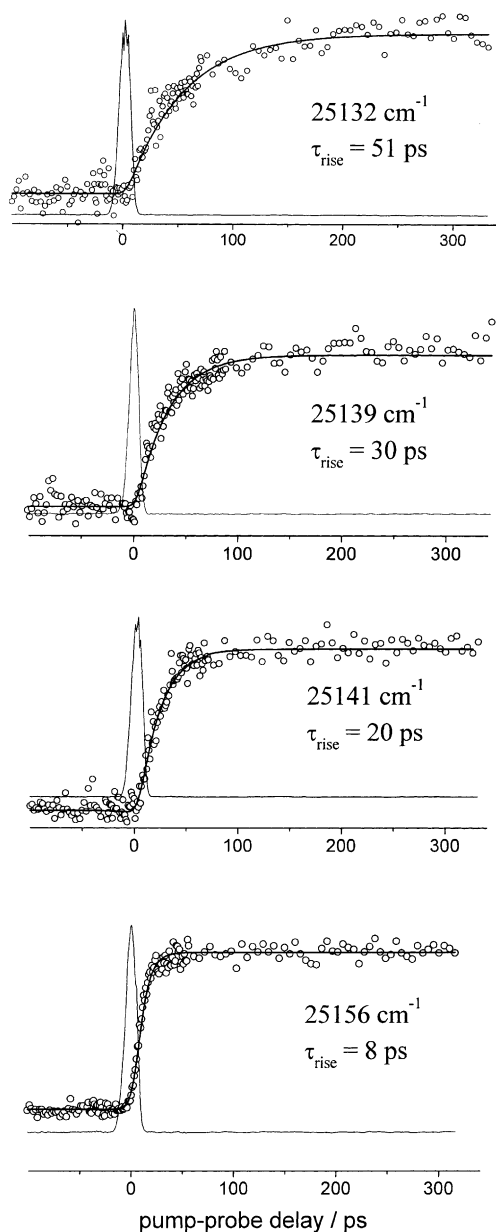 25132 cm⁻¹
τrise = 51 ps
0 100 200 300
25139 cm⁻¹
τrise = 30 ps
0 100 200 300
25141 cm⁻¹
τrise = 20 ps
0 100 200 300
25156 cm⁻¹
τrise = 8 ps
0 100 200 300
pump-probe delay / ps